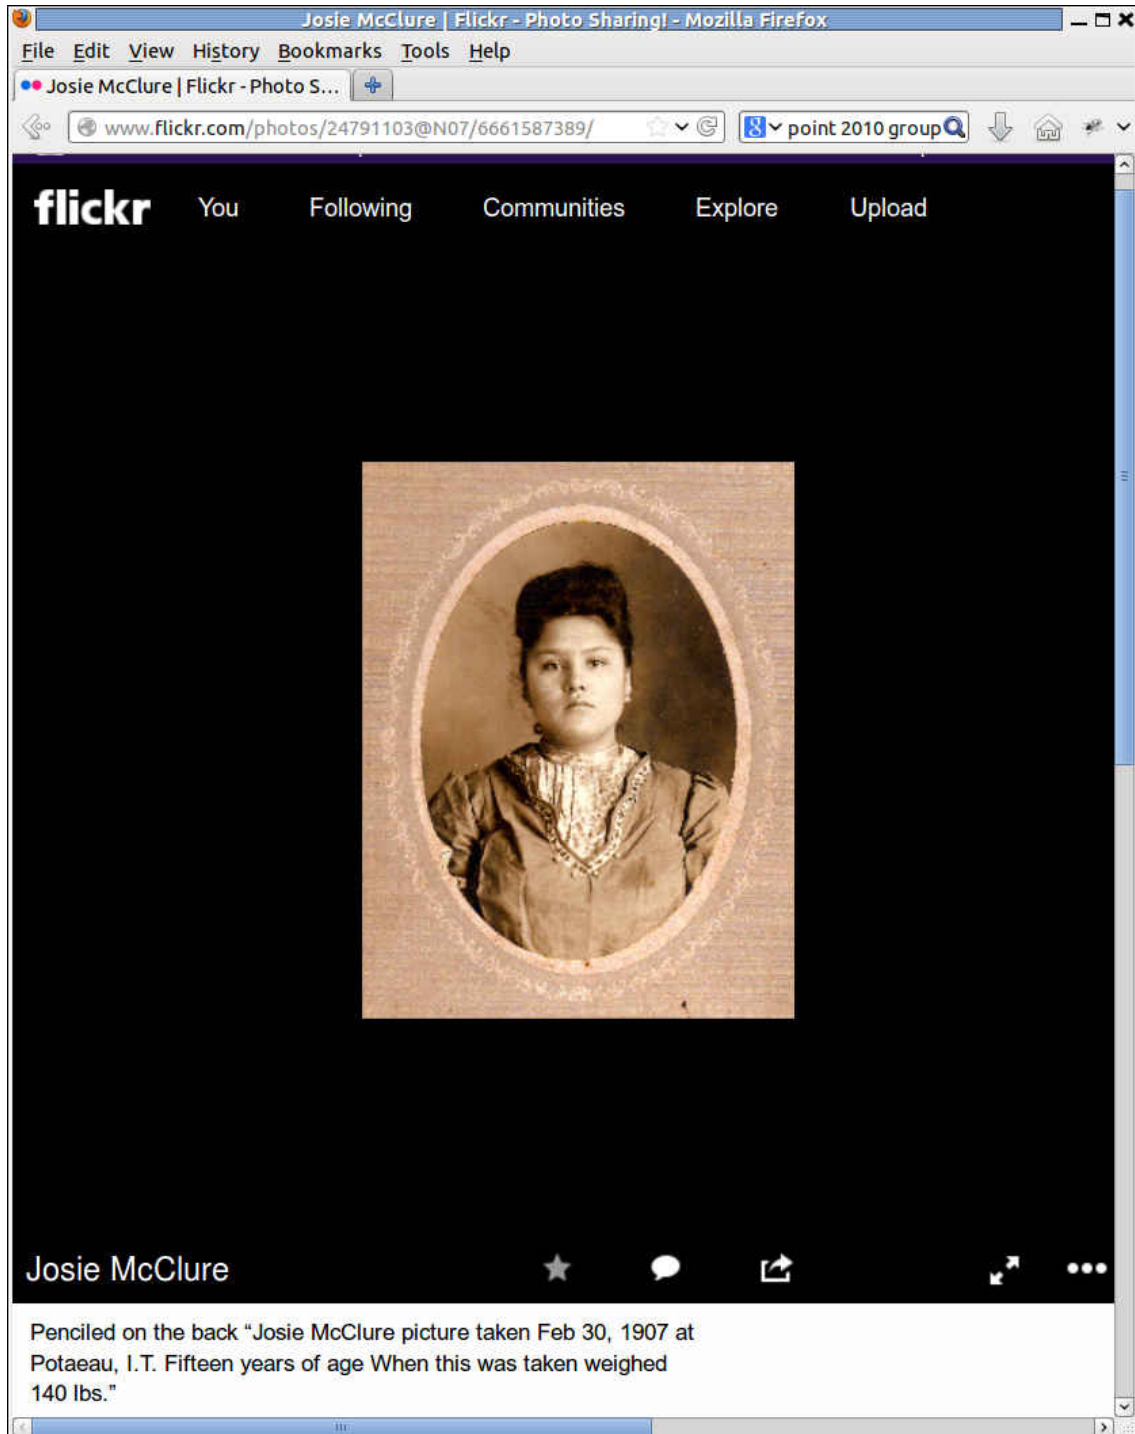 Josie McClure | Flickr - Photo Sharing! - Mozilla Firefox
File Edit View History Bookmarks Tools Help
Josie McClure | Flickr - Photo S...
www.flickr.com/photos/24791103@N07/6661587389/ point 2010 group
flickr You Following Communities Explore Upload
Josie McClure
Penciled on the back “Josie McClure picture taken Feb 30, 1907 at
Potaeau, I.T. Fifteen years of age When this was taken weighed
140 lbs.”